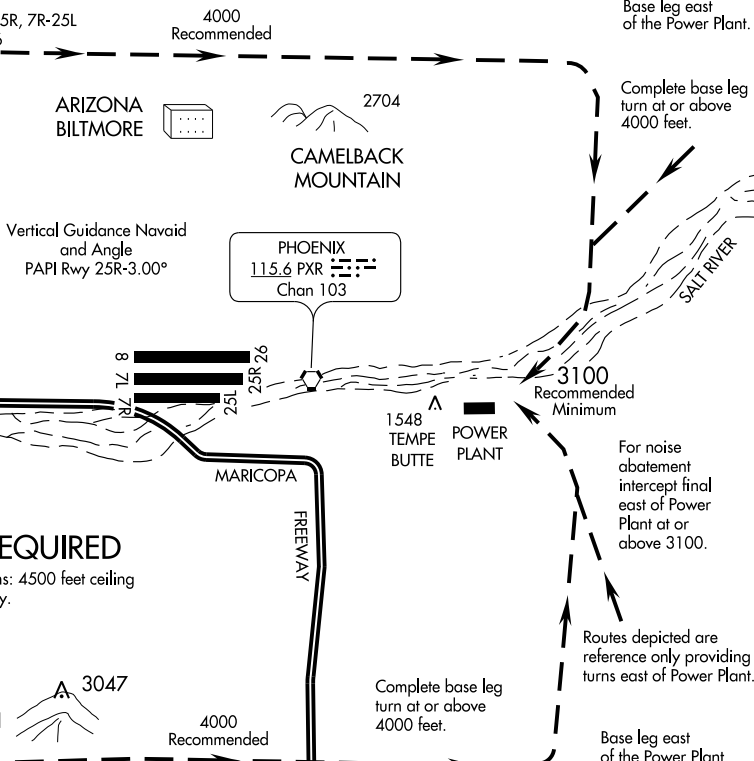 5R, 7R-25L
4000
Recommended
Base leg east
of the Power Plant.
ARIZONA
BILTMORE
2704
CAMELBACK
MOUNTAIN
Complete base leg
turn at or above
4000 feet.
Vertical Guidance Navaid
and Angle
PAPI Rwy 25R-3.00°
PHOENIX
115.6 PXR
Chan 103
SALT RIVER
8
26
7L
25R
7R
25L
3100
Recommended
Minimum
1548
TEMPE
BUTTE
POWER
PLANT
MARICOPA
FREEWAY
For noise
abatement
intercept final
east of Power
Plant at or
above 3100.
EQUIRED
ns: 4500 feet ceiling
y.
Routes depicted are
reference only providing
turns east of Power Plant.
3047
Complete base leg
turn at or above
4000 feet.
4000
Recommended
Base leg east
of the Power Plant